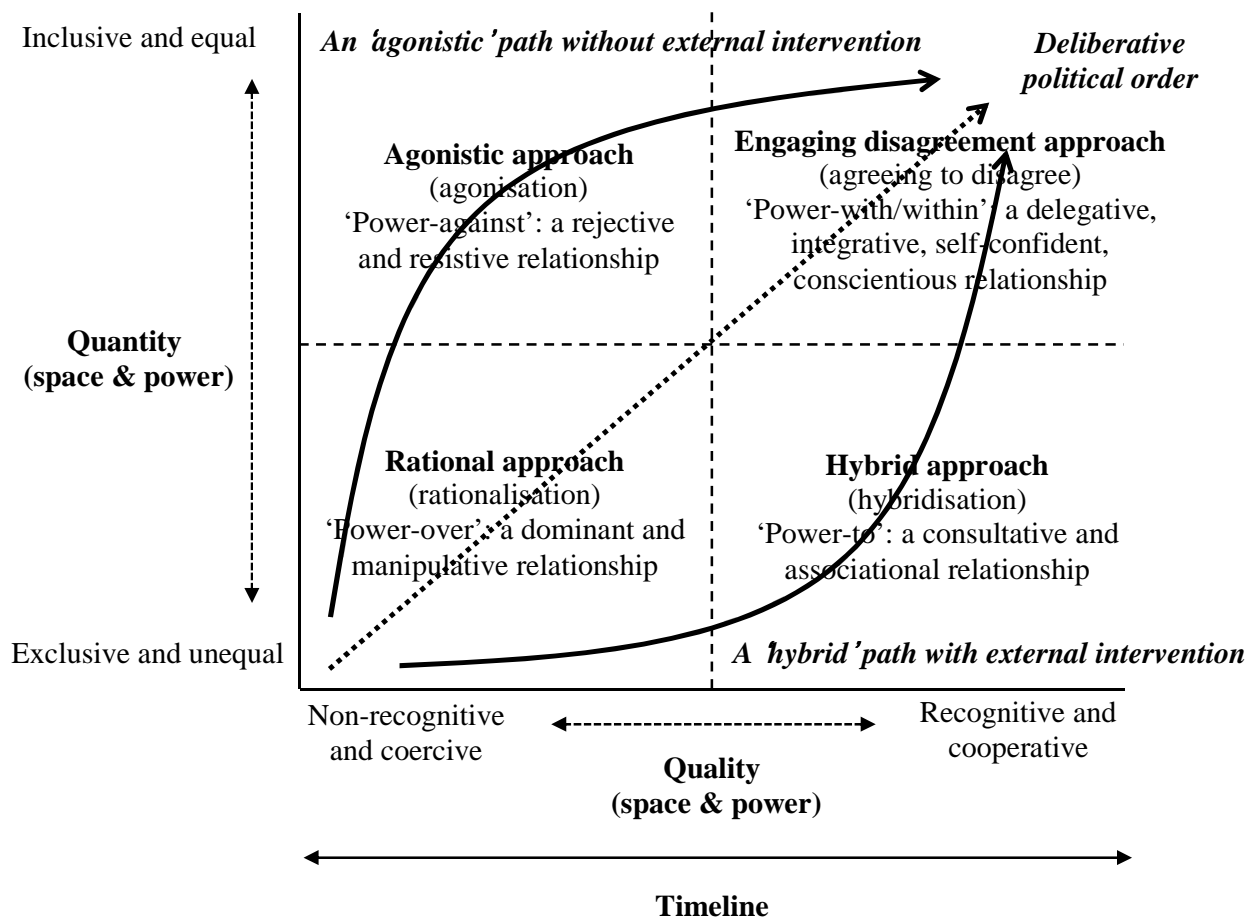 Inclusive and equal
An 'agonistic' path without external intervention
Deliberative
political order
Agonistic approach
(agonisation)
‘Power-against’: a rejective
and resistive relationship
Engaging disagreement approach
(agreeing to disagree)
‘Power-with/within’: a delegative,
integrative, self-confident,
conscientious relationship
Quantity
(space & power)
Rational approach
(rationalisation)
‘Power-over’: a dominant and
manipulative relationship
Hybrid approach
(hybridisation)
‘Power-to’: a consultative and
associational relationship
Exclusive and unequal
A 'hybrid' path with external intervention
Non-recognitive
and coercive
Recognitive and
cooperative
Quality
(space & power)
Timeline